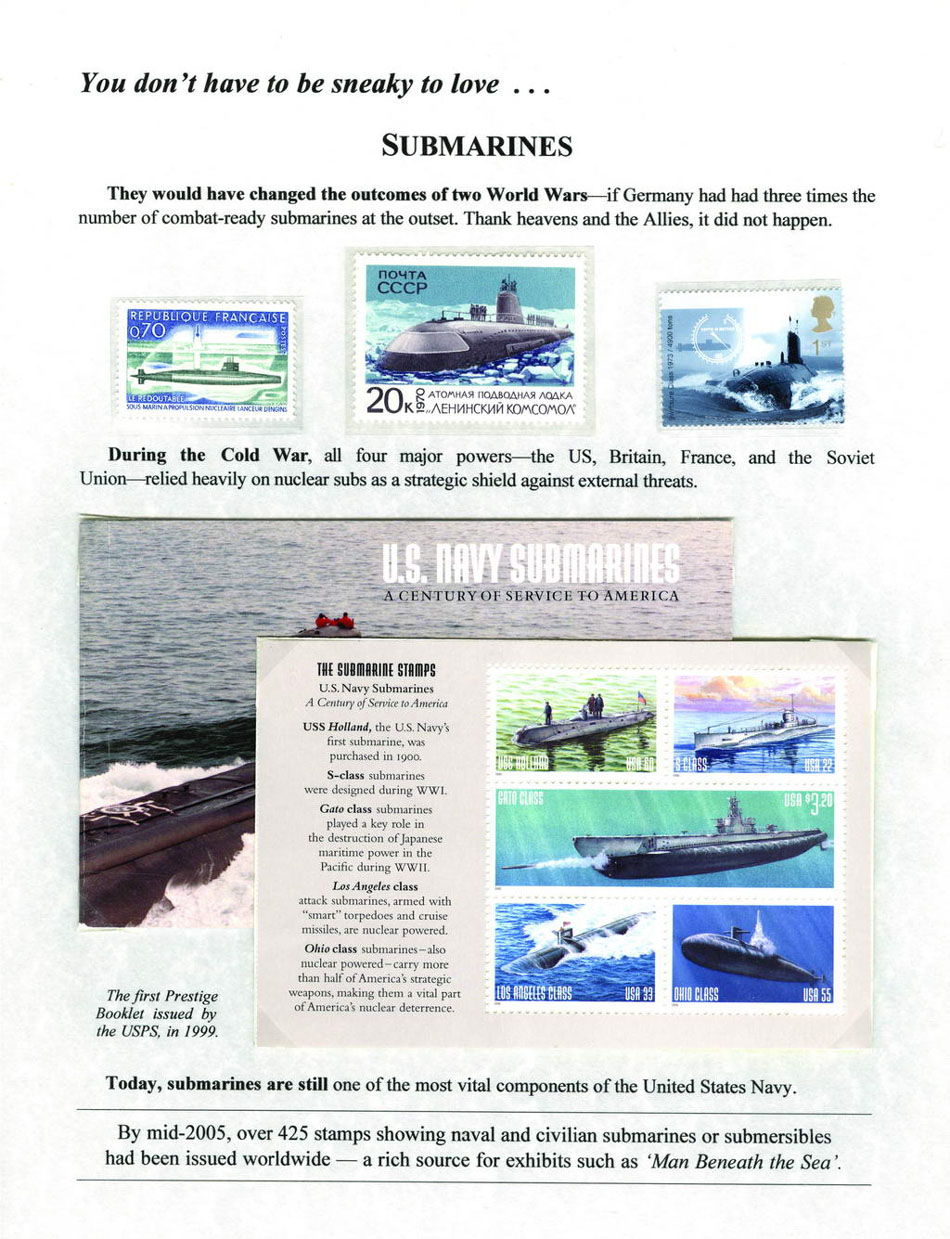 You don't have to be sneaky to love . . .
SUBMARINES
They would have changed the outcomes of two World Wars—if Germany had had three times the
number of combat-ready submarines at the outset. Thank heavens and the Allies, it did not happen.
REPUBLIQUE FRANÇAISE
0,70
POSTES
LE REDOUTABLE
SOUS-MARIN A PROPULSION NUCLEAIRE LANCEUR D'ENGINS
ПОЧТА
СССР
20К
1970
АТОМНАЯ ПОДВОДНАЯ ЛОДКА
„ЛЕНИНСКИЙ КОМСОМОЛ"
1ST
During the Cold War, all four major powers—the US, Britain, France, and the Soviet
Union—relied heavily on nuclear subs as a strategic shield against external threats.
U.S. NAVY SUBMARINES
A CENTURY OF SERVICE TO AMERICA
THE SUBMARINE STAMPS
U.S. Navy Submarines
A Century of Service to America
USS Holland, the U.S. Navy's
first submarine, was
purchased in 1900.
S-class submarines
were designed during WWI.
Gato class submarines
played a key role in
the destruction of Japanese
maritime power in the
Pacific during WWII.
Los Angeles class
attack submarines, armed with
"smart" torpedoes and cruise
missiles, are nuclear powered.
Ohio class submarines–also
nuclear powered–carry more
than half of America's strategic
weapons, making them a vital part
of America's nuclear deterrence.
USS HOLLAND USA 60
S CLASS USA 22
GATO CLASS USA $3.20
LOS ANGELES CLASS USA 33
OHIO CLASS USA 55
The first Prestige
Booklet issued by
the USPS, in 1999.
Today, submarines are still one of the most vital components of the United States Navy.
By mid-2005, over 425 stamps showing naval and civilian submarines or submersibles
had been issued worldwide — a rich source for exhibits such as 'Man Beneath the Sea'.